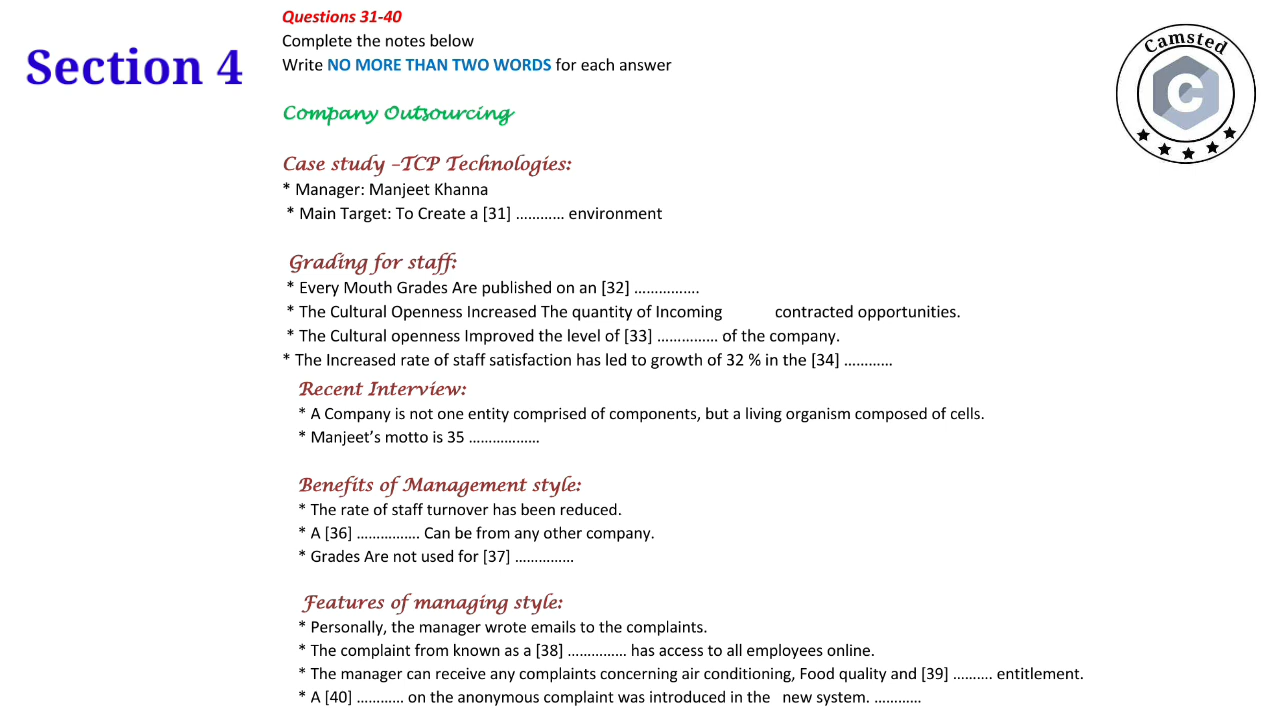 Section 4
Questions 31-40
Complete the notes below
Write NO MORE THAN TWO WORDS for each answer
Camsted
C
Company Outsourcing
Case study –TCP Technologies:
* Manager: Manjeet Khanna
* Main Target: To Create a [31] ………… environment
Grading for staff:
* Every Mouth Grades Are published on an [32] …………….
* The Cultural Openness Increased The quantity of Incoming contracted opportunities.
* The Cultural openness Improved the level of [33] …………… of the company.
* The Increased rate of staff satisfaction has led to growth of 32 % in the [34] …………
Recent Interview:
* A Company is not one entity comprised of components, but a living organism composed of cells.
* Manjeet’s motto is 35 ………………
Benefits of Management style:
* The rate of staff turnover has been reduced.
* A [36] ……………. Can be from any other company.
* Grades Are not used for [37] ……………
Features of managing style:
* Personally, the manager wrote emails to the complaints.
* The complaint from known as a [38] …………… has access to all employees online.
* The manager can receive any complaints concerning air conditioning, Food quality and [39] ………. entitlement.
* A [40] ………… on the anonymous complaint was introduced in the new system. …………